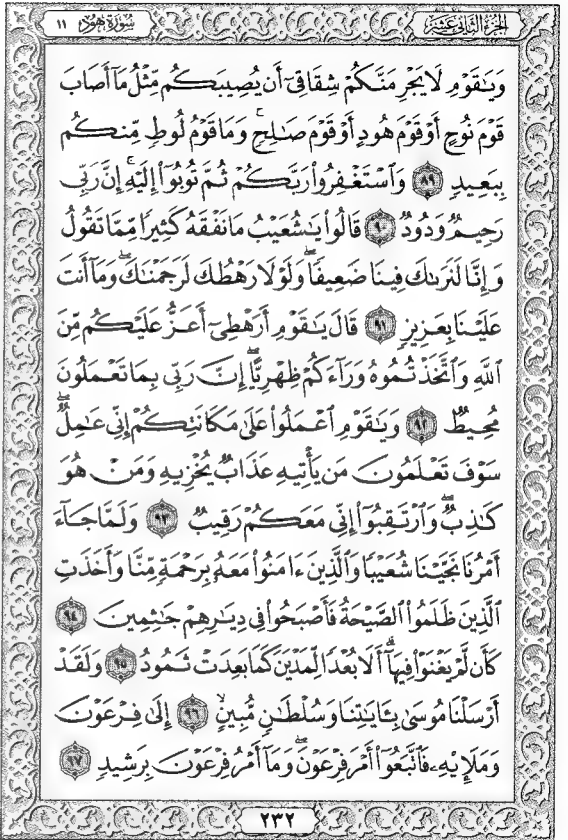 الجزء الثاني عشر
سورة هود ١١
وَيَٰقَوْمِ لَا يَجْرِمَنَّكُمْ شِقَاقِىٓ أَن يُصِيبَكُم مِّثْلُ مَآ أَصَابَ
قَوْمَ نُوحٍ أَوْ قَوْمَ هُودٍ أَوْ قَوْمَ صَٰلِحٍۚ وَمَا قَوْمُ لُوطٍ مِّنكُم
بِبَعِيدٍ ٨٩ وَٱسْتَغْفِرُوا۟ رَبَّكُمْ ثُمَّ تُوبُوٓا۟ إِلَيْهِۚ إِنَّ رَبِّى
رَحِيمٌ وَدُودٌ ٩٠ قَالُوا۟ يَٰشُعَيْبُ مَا نَفْقَهُ كَثِيرًا مِّمَّا تَقُولُ
وَإِنَّا لَنَرَىٰكَ فِينَا ضَعِيفًاۖ وَلَوْلَا رَهْطُكَ لَرَجَمْنَٰكَۖ وَمَآ أَنتَ
عَلَيْنَا بِعَزِيزٍ ٩١ قَالَ يَٰقَوْمِ أَرَهْطِىٓ أَعَزُّ عَلَيْكُم مِّنَ
ٱللَّهِ وَٱتَّخَذْتُمُوهُ وَرَآءَكُمْ ظِهْرِيًّاۖ إِنَّ رَبِّى بِمَا تَعْمَلُونَ
مُحِيطٌ ٩٢ وَيَٰقَوْمِ ٱعْمَلُوا۟ عَلَىٰ مَكَانَتِكُمْ إِنِّى عَٰمِلٌۖ
سَوْفَ تَعْلَمُونَ مَن يَأْتِيهِ عَذَابٌ يُخْزِيهِ وَمَنْ هُوَ
كَٰذِبٌۖ وَٱرْتَقِبُوٓا۟ إِنِّى مَعَكُمْ رَقِيبٌ ٩٣ وَلَمَّا جَآءَ
أَمْرُنَا نَجَّيْنَا شُعَيْبًا وَٱلَّذِينَ ءَامَنُوا۟ مَعَهُۥ بِرَحْمَةٍ مِّنَّا وَأَخَذَتِ
ٱلَّذِينَ ظَلَمُوا۟ ٱلصَّيْحَةُ فَأَصْبَحُوا۟ فِى دِيَٰرِهِمْ جَٰثِمِينَ ٩٤
كَأَن لَّمْ يَغْنَوْا۟ فِيهَآۗ أَلَا بُعْدًا لِّمَدْيَنَ كَمَا بَعِدَتْ ثَمُودُ ٩٥ وَلَقَدْ
أَرْسَلْنَا مُوسَىٰ بِـَٔايَٰتِنَا وَسُلْطَٰنٍ مُّبِينٍ ٩٦ إِلَىٰ فِرْعَوْنَ
وَمَلَإِي۟هِۦ فَٱتَّبَعُوٓا۟ أَمْرَ فِرْعَوْنَۖ وَمَآ أَمْرُ فِرْعَوْنَ بِرَشِيدٍ ٩٧
٢٣٢